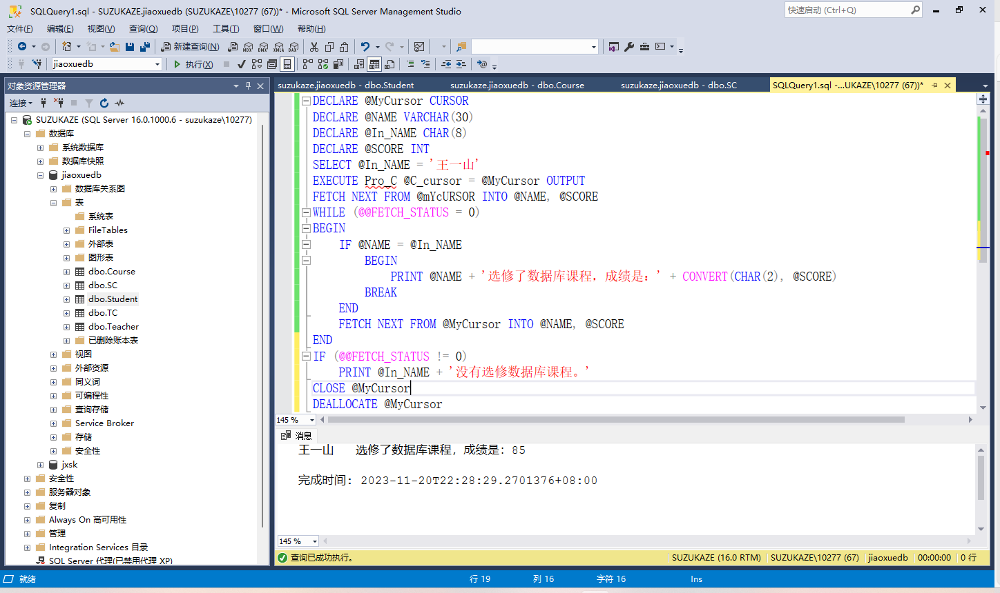 SQLQuery1.sql - SUZUKAZE.jiaoxuedb (SUZUKAZE\10277 (67))* - Microsoft SQL Server Management Studio
快速启动 (Ctrl+Q)
文件(F) 编辑(E) 视图(V) 查询(Q) 项目(P) 工具(T) 窗口(W) 帮助(H)
新建查询(N)
MDX DMX XMLA DAX
jiaoxuedb
执行(X)
对象资源管理器
连接
SUZUKAZE (SQL Server 16.0.1000.6 - suzukaze\10277)
数据库
系统数据库
数据库快照
jiaoxuedb
数据库关系图
表
系统表
FileTables
外部表
图形表
dbo.Course
dbo.SC
dbo.Student
dbo.TC
dbo.Teacher
已删除账本表
视图
外部资源
同义词
可编程性
查询存储
Service Broker
存储
安全性
jxsk
安全性
服务器对象
复制
Always On 高可用性
管理
Integration Services 目录
SQL Server 代理(已禁用代理 XP)
suzukaze.jiaoxuedb - dbo.Student
suzukaze.jiaoxuedb - dbo.Course
suzukaze.jiaoxuedb - dbo.SC
SQLQuery1.sql -...UKAZE\10277 (67))*
DECLARE @MyCursor CURSOR
DECLARE @NAME VARCHAR(30)
DECLARE @In_NAME CHAR(8)
DECLARE @SCORE INT
SELECT @In_NAME = '王一山'
EXECUTE Pro_C @C_cursor = @MyCursor OUTPUT
FETCH NEXT FROM @mYcURSOR INTO @NAME, @SCORE
WHILE (@@FETCH_STATUS = 0)
BEGIN
IF @NAME = @In_NAME
BEGIN
PRINT @NAME + '选修了数据库课程，成绩是：' + CONVERT(CHAR(2), @SCORE)
BREAK
END
FETCH NEXT FROM @MyCursor INTO @NAME, @SCORE
END
IF (@@FETCH_STATUS != 0)
PRINT @In_NAME + '没有选修数据库课程。'
CLOSE @MyCursor
DEALLOCATE @MyCursor
145 %
消息
王一山 选修了数据库课程，成绩是：85
完成时间: 2023-11-20T22:28:29.2701376+08:00
145 %
查询已成功执行。
SUZUKAZE (16.0 RTM) SUZUKAZE\10277 (67) jiaoxuedb 00:00:00 0 行
就绪 行 19 列 16 字符 16 Ins